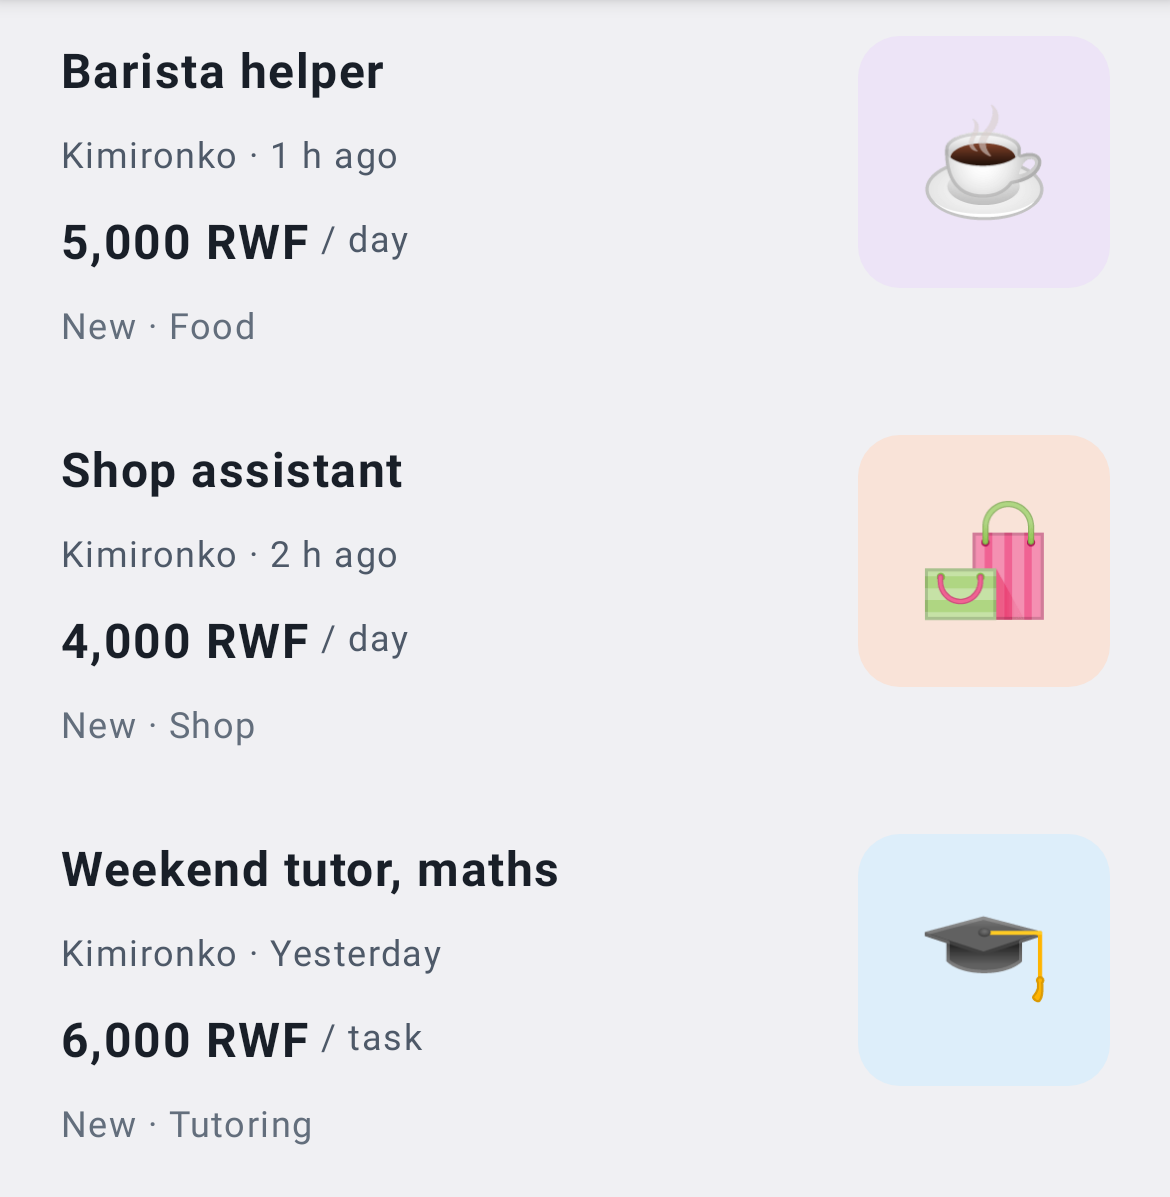 Barista helper
Kimironko · 1 h ago
5,000 RWF / day
New · Food
Shop assistant
Kimironko · 2 h ago
4,000 RWF / day
New · Shop
Weekend tutor, maths
Kimironko · Yesterday
6,000 RWF / task
New · Tutoring